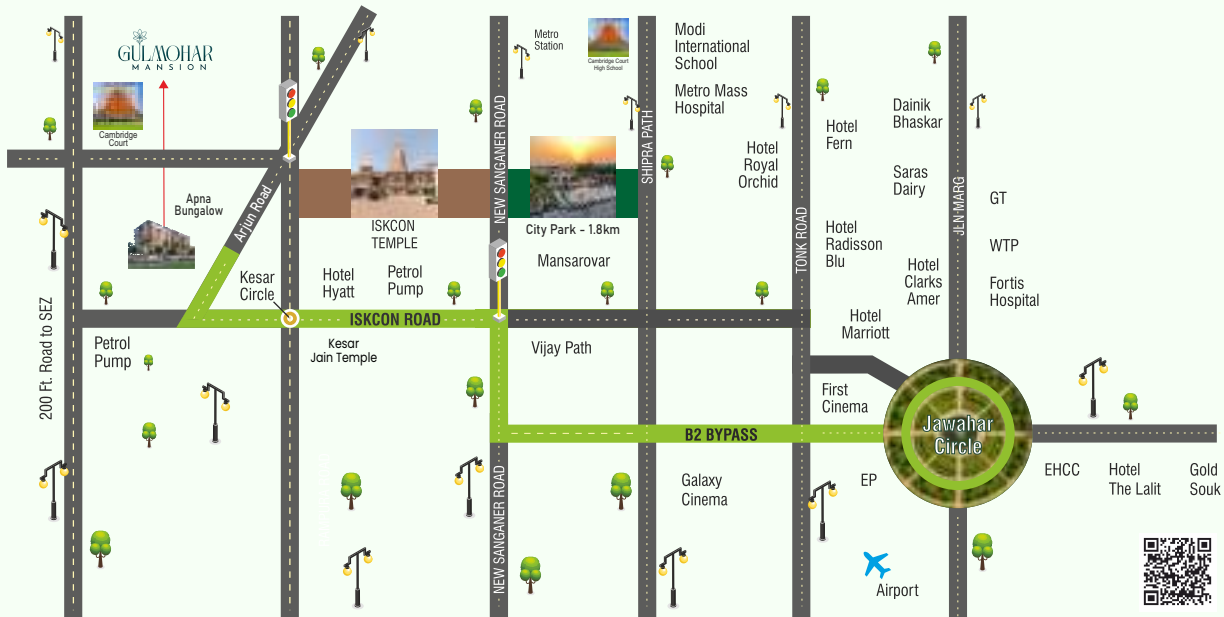 GULMOHAR
MANSION
Cambridge
Court
Apna
Bungalow
Arjun Road
Kesar
Circle
200 Ft. Road to SEZ
Petrol
Pump
ISKCON
TEMPLE
Hotel
Hyatt
Petrol
Pump
ISKCON ROAD
Kesar
Jain Temple
NEW SANGANER ROAD
NEW SANGANER ROAD
Metro
Station
Cambridge Court
High School
City Park - 1.8km
Mansarovar
Vijay Path
SHIPRA PATH
Modi
International
School
Metro Mass
Hospital
Hotel
Royal
Orchid
TONK ROAD
B2 BYPASS
Galaxy
Cinema
Hotel
Fern
Dainik
Bhaskar
Saras
Dairy
Hotel
Radisson
Blu
Hotel
Clarks
Amer
Hotel
Marriott
First
Cinema
JLN MARG
GT
WTP
Fortis
Hospital
Jawahar
Circle
EP
Airport
EHCC
Hotel
The Lalit
Gold
Souk